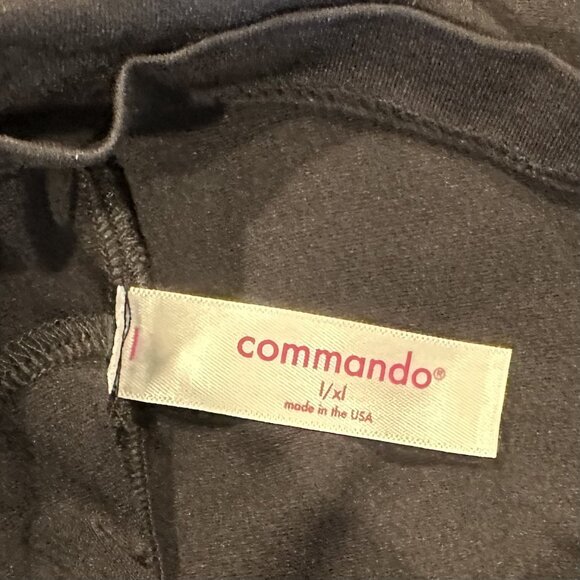 commando®
l/xl
made in the USA